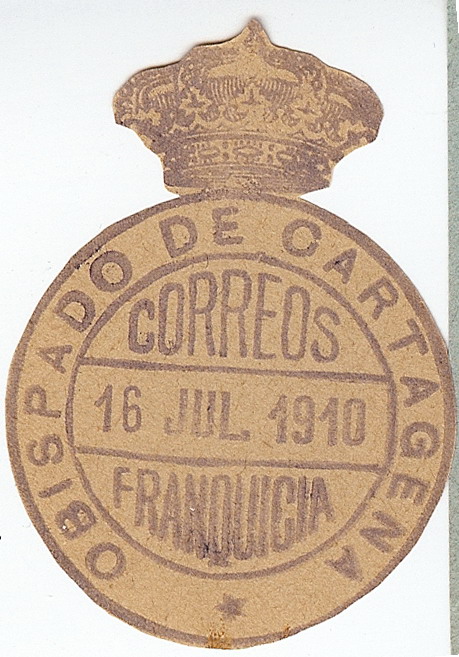 OBISPADO DE CARTAGENA
CORREOS
16 JUL. 1910
FRANQUICIA